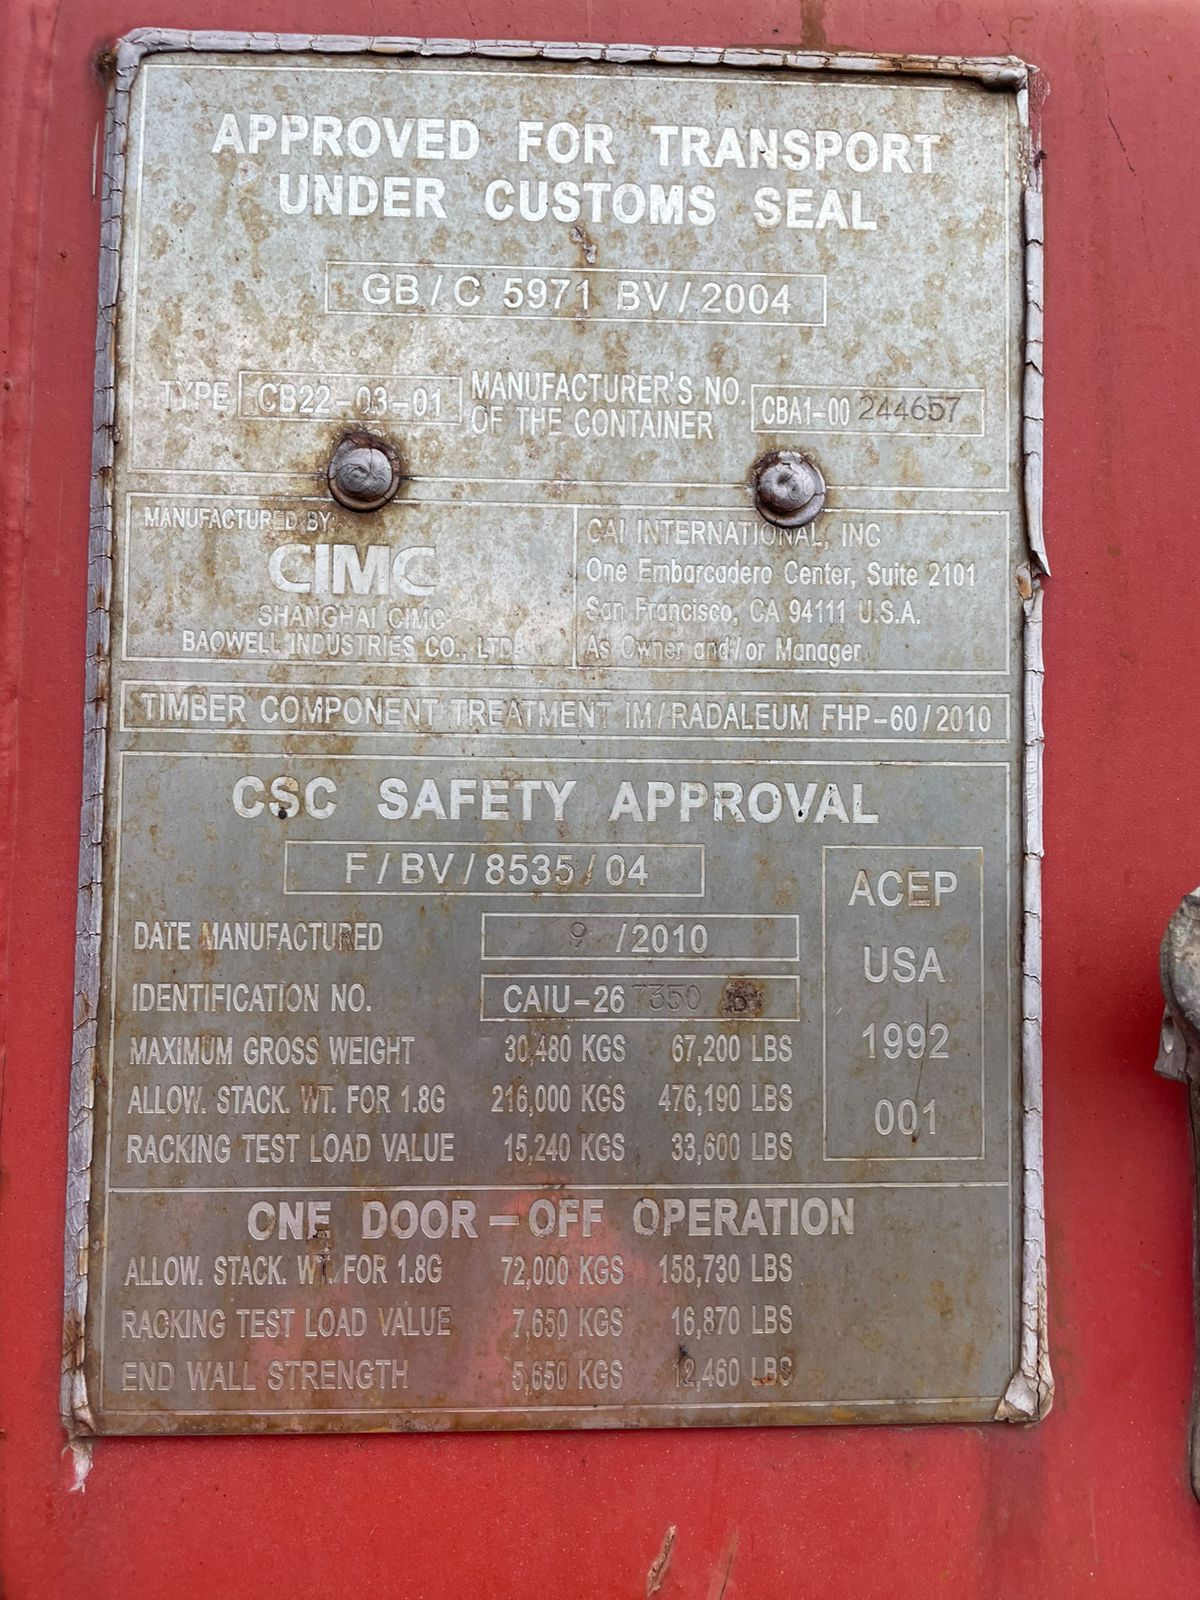 APPROVED FOR TRANSPORT
UNDER CUSTOMS SEAL
GB/C 5971 BV/2004
TYPE CB22-03-01 MANUFACTURER'S NO. OF THE CONTAINER CBA1-00 244657
MANUFACTURED BY
CIMC
SHANGHAI CIMC
BAOWELL INDUSTRIES CO., LTD
CAI INTERNATIONAL, INC
One Embarcadero Center, Suite 2101
San Francisco, CA 94111 U.S.A.
As Owner and/or Manager
TIMBER COMPONENT TREATMENT IM/RADALEUM FHP-60/2010
CSC SAFETY APPROVAL
F/BV/8535/04
DATE MANUFACTURED 9 /2010
IDENTIFICATION NO. CAIU-26 7350
MAXIMUM GROSS WEIGHT 30,480 KGS 67,200 LBS
ALLOW. STACK. WT. FOR 1.8G 216,000 KGS 476,190 LBS
RACKING TEST LOAD VALUE 15,240 KGS 33,600 LBS
ACEP
USA
1992
001
ONE DOOR-OFF OPERATION
ALLOW. STACK. WT. FOR 1.8G 72,000 KGS 158,730 LBS
RACKING TEST LOAD VALUE 7,650 KGS 16,870 LBS
END WALL STRENGTH 5,650 KGS 12,460 LBS